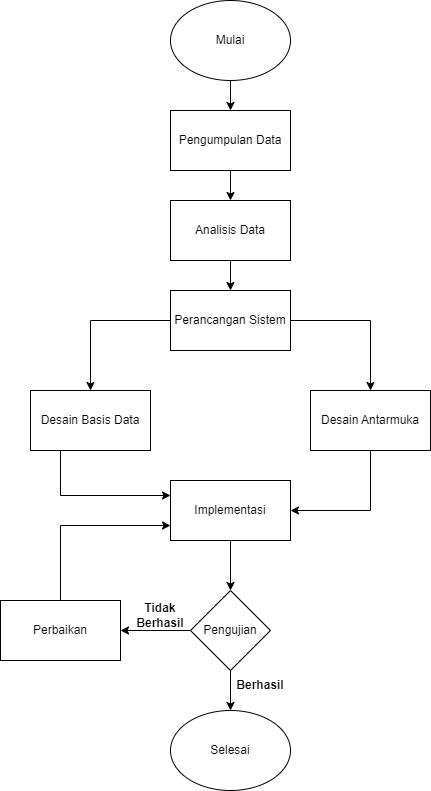 Mulai
Pengumpulan Data
Analisis Data
Perancangan Sistem
Desain Basis Data
Desain Antarmuka
Implementasi
Tidak
Berhasil
Perbaikan
Pengujian
Berhasil
Selesai